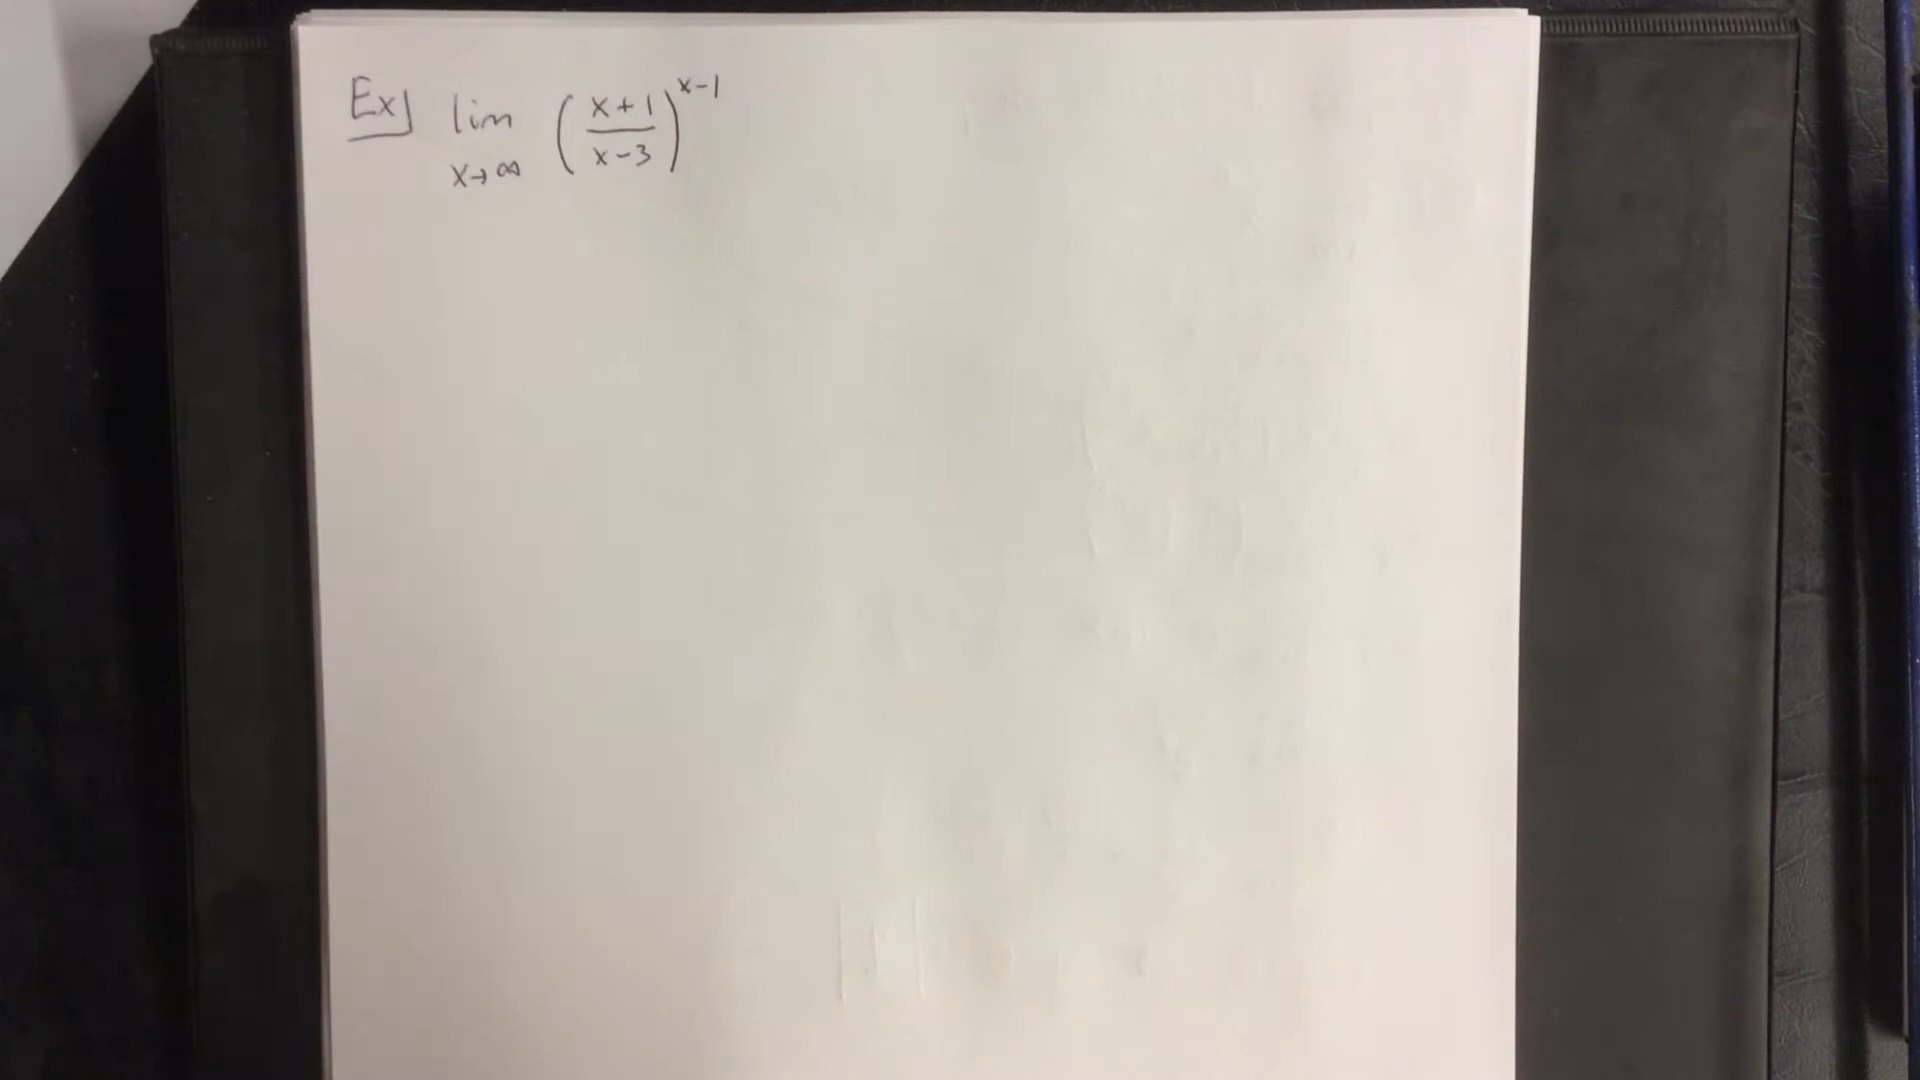 Ex] lim (x+1 / x-3)^x-1
x→∞